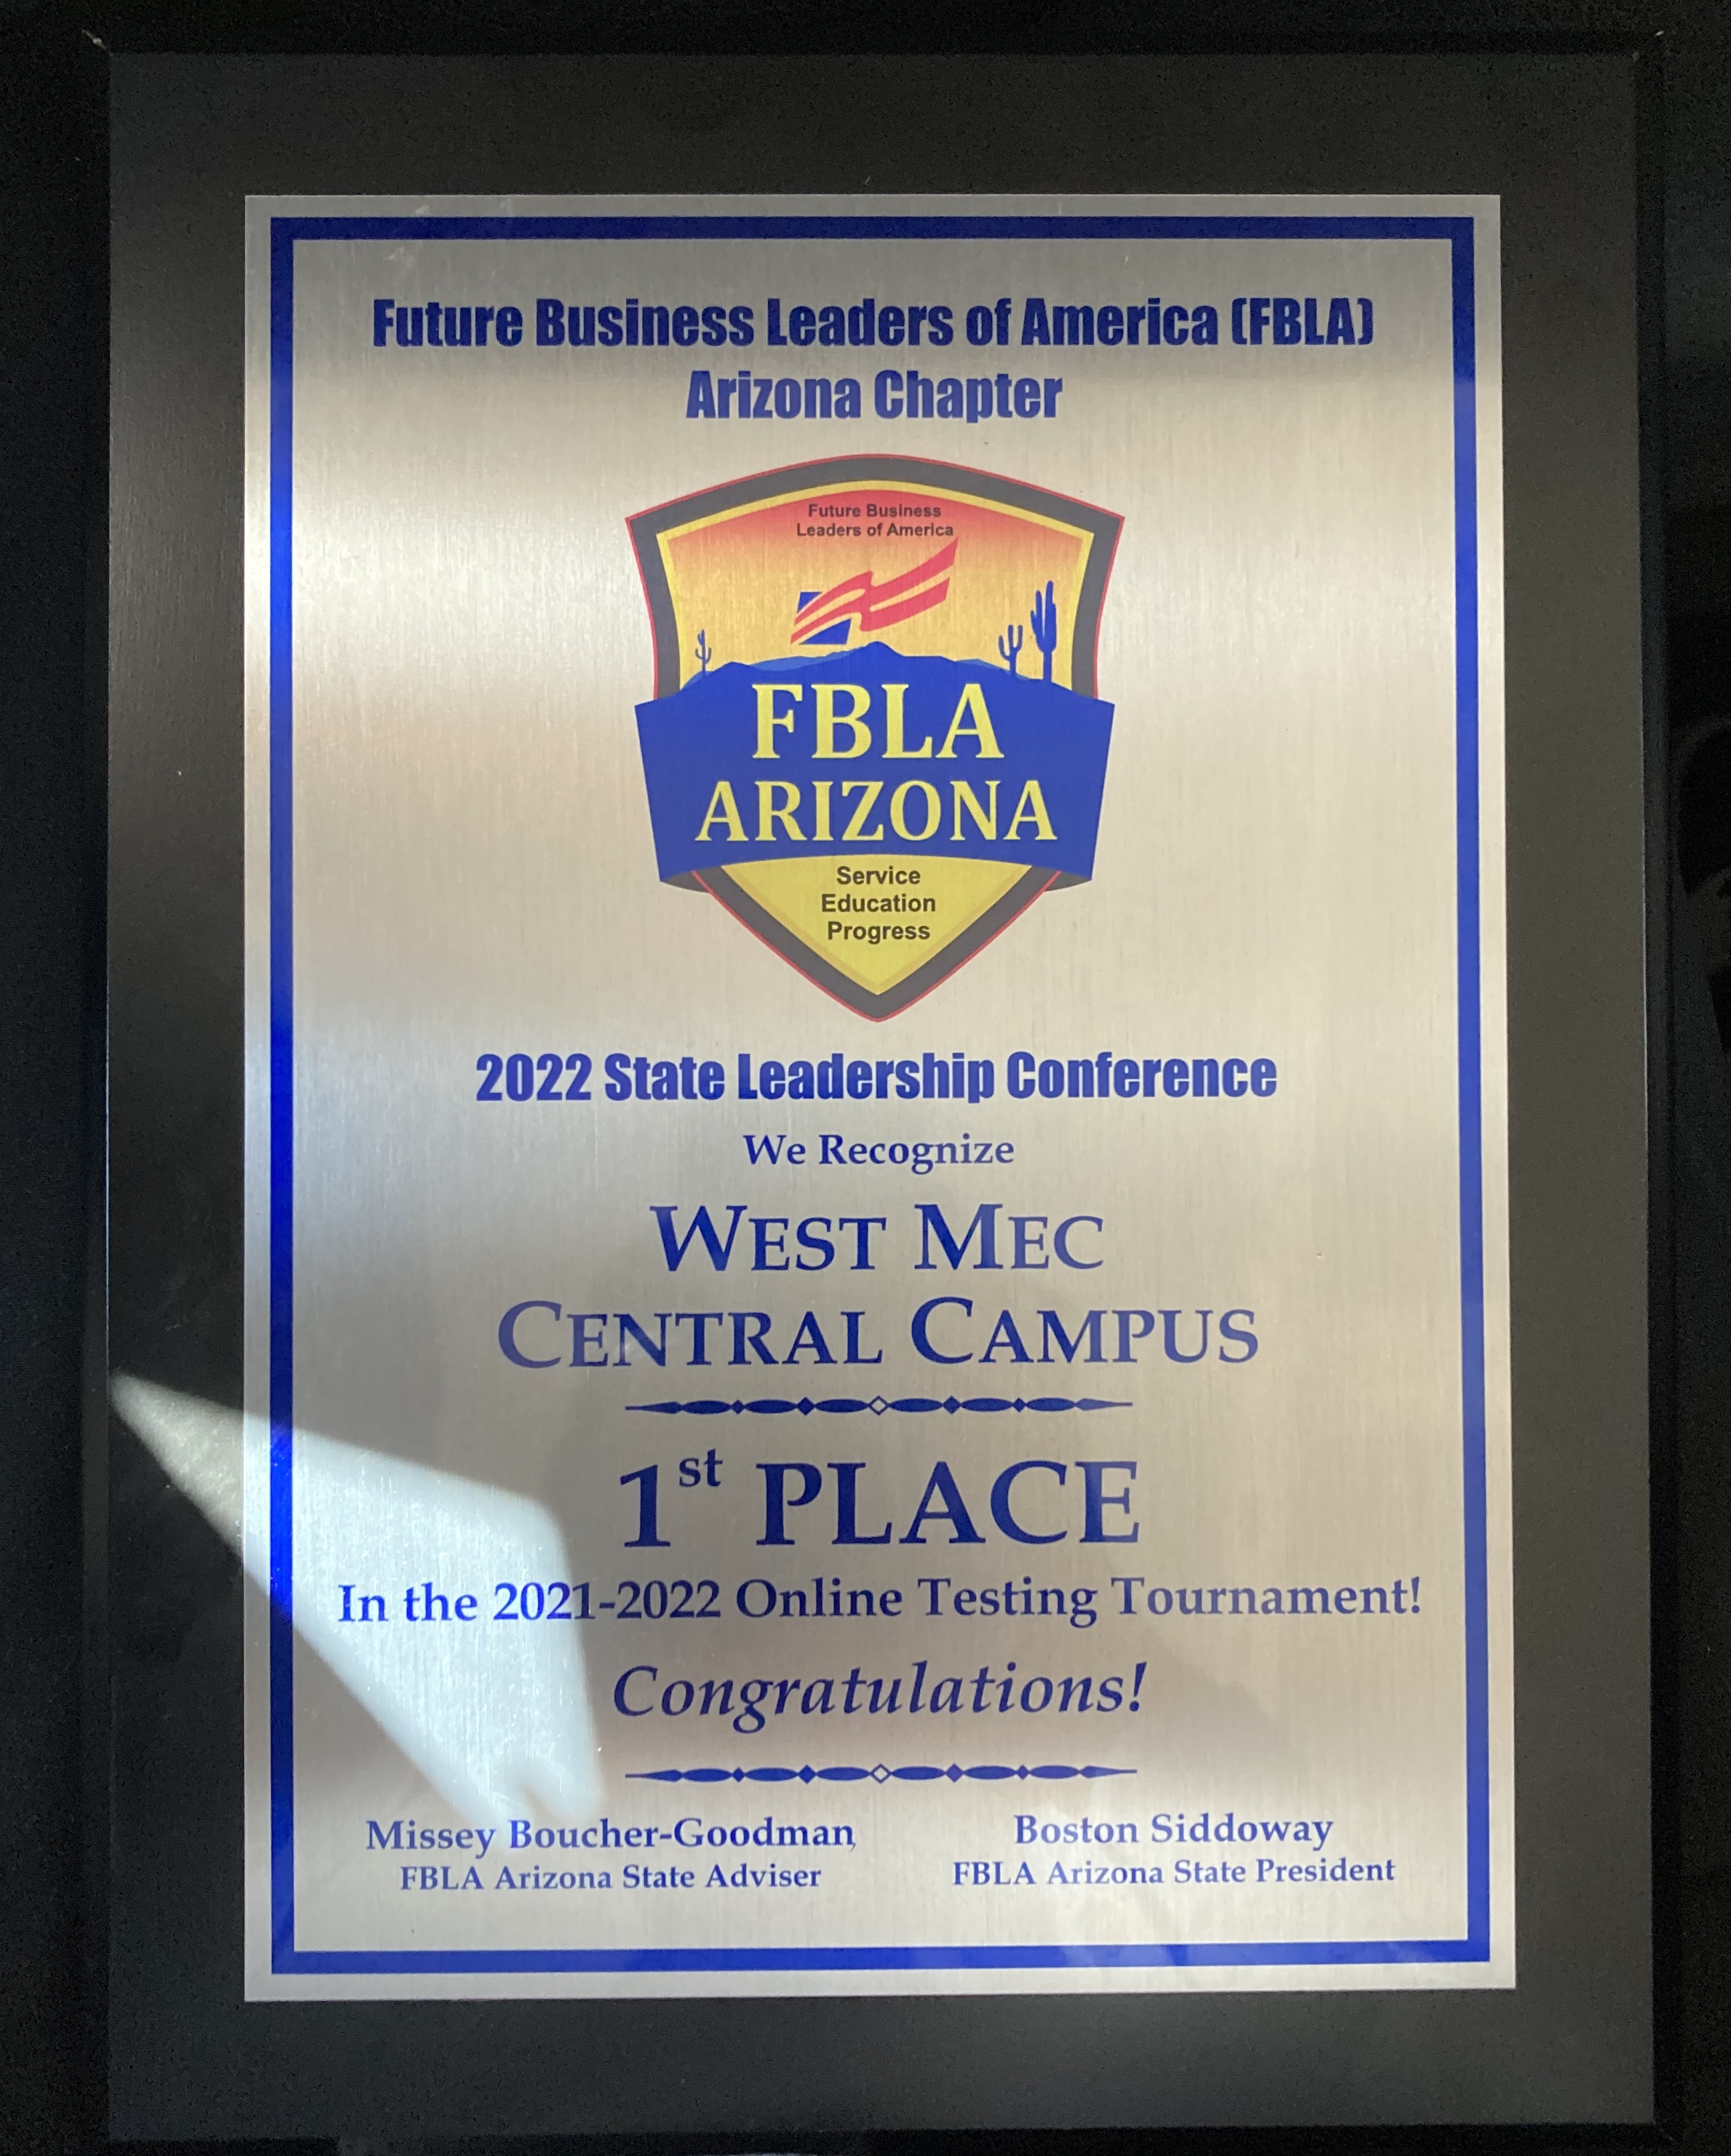 Future Business Leaders of America (FBLA)
Arizona Chapter
Future Business
Leaders of America
FBLA
ARIZONA
Service
Education
Progress
2022 State Leadership Conference
We Recognize
WEST MEC
CENTRAL CAMPUS
1st PLACE
In the 2021-2022 Online Testing Tournament!
Congratulations!
Missey Boucher-Goodman,
FBLA Arizona State Adviser
Boston Siddoway
FBLA Arizona State President